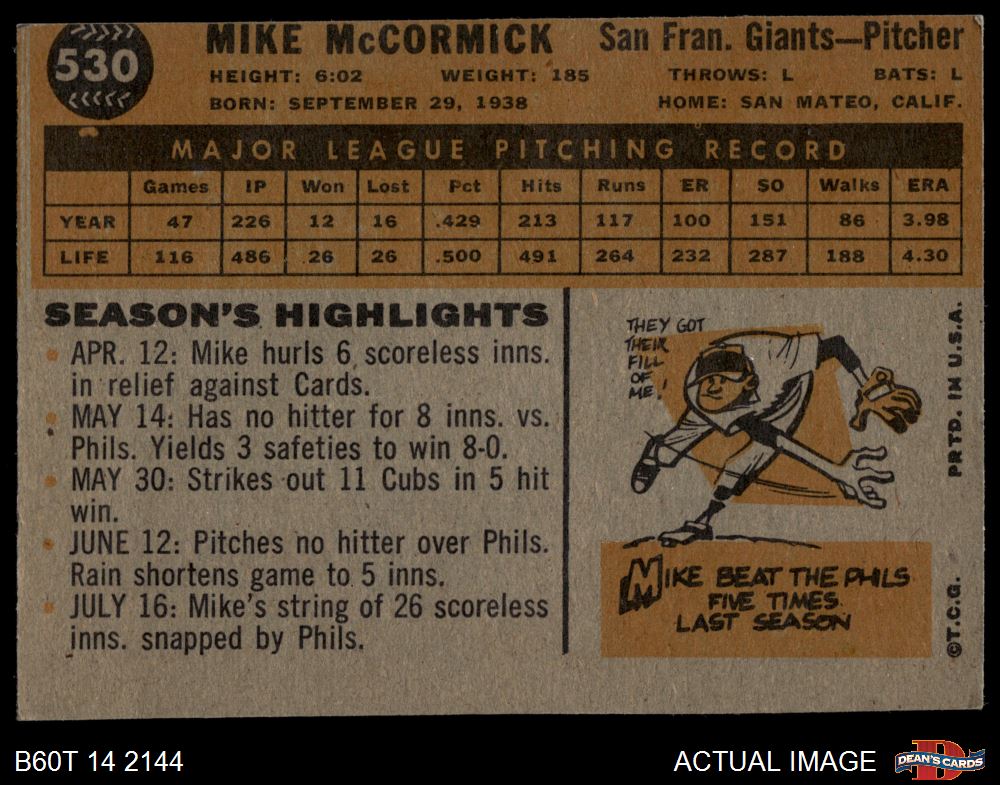 530
MIKE McCORMICK San Fran. Giants—Pitcher
HEIGHT: 6:02 WEIGHT: 185 THROWS: L BATS: L
BORN: SEPTEMBER 29, 1938 HOME: SAN MATEO, CALIF.
MAJOR LEAGUE PITCHING RECORD
Games IP Won Lost Pct Hits Runs ER SO Walks ERA
YEAR 47 226 12 16 .429 213 117 100 151 86 3.98
LIFE 116 486 26 26 .500 491 264 232 287 188 4.30
SEASON'S HIGHLIGHTS
APR. 12: Mike hurls 6 scoreless inns.
in relief against Cards.
MAY 14: Has no hitter for 8 inns. vs.
Phils. Yields 3 safeties to win 8-0.
MAY 30: Strikes out 11 Cubs in 5 hit
win.
JUNE 12: Pitches no hitter over Phils.
Rain shortens game to 5 inns.
JULY 16: Mike's string of 26 scoreless
inns. snapped by Phils.
THEY GOT
THEIR
FILL
OF
ME!
MIKE BEAT THE PHILS
FIVE TIMES
LAST SEASON
©T.C.G. PRTD. IN U.S.A.
B60T 14 2144
ACTUAL IMAGE
DEAN'S CARDS